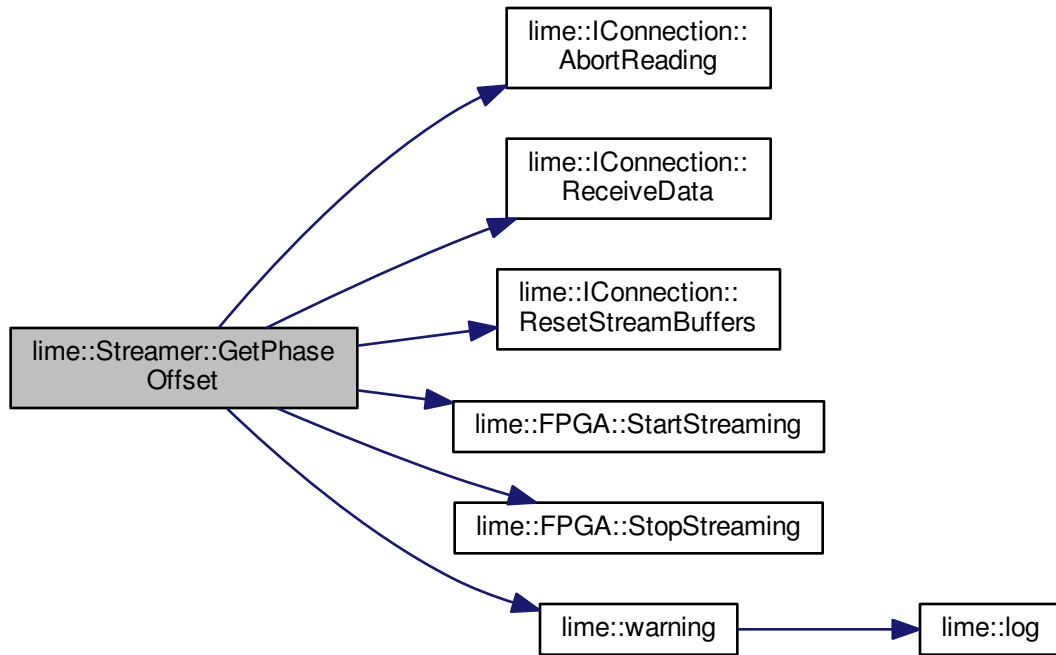 lime::IConnection::
AbortReading
lime::IConnection::
ReceiveData
lime::IConnection::
ResetStreamBuffers
lime::Streamer::GetPhase
Offset
lime::FPGA::StartStreaming
lime::FPGA::StopStreaming
lime::warning
lime::log